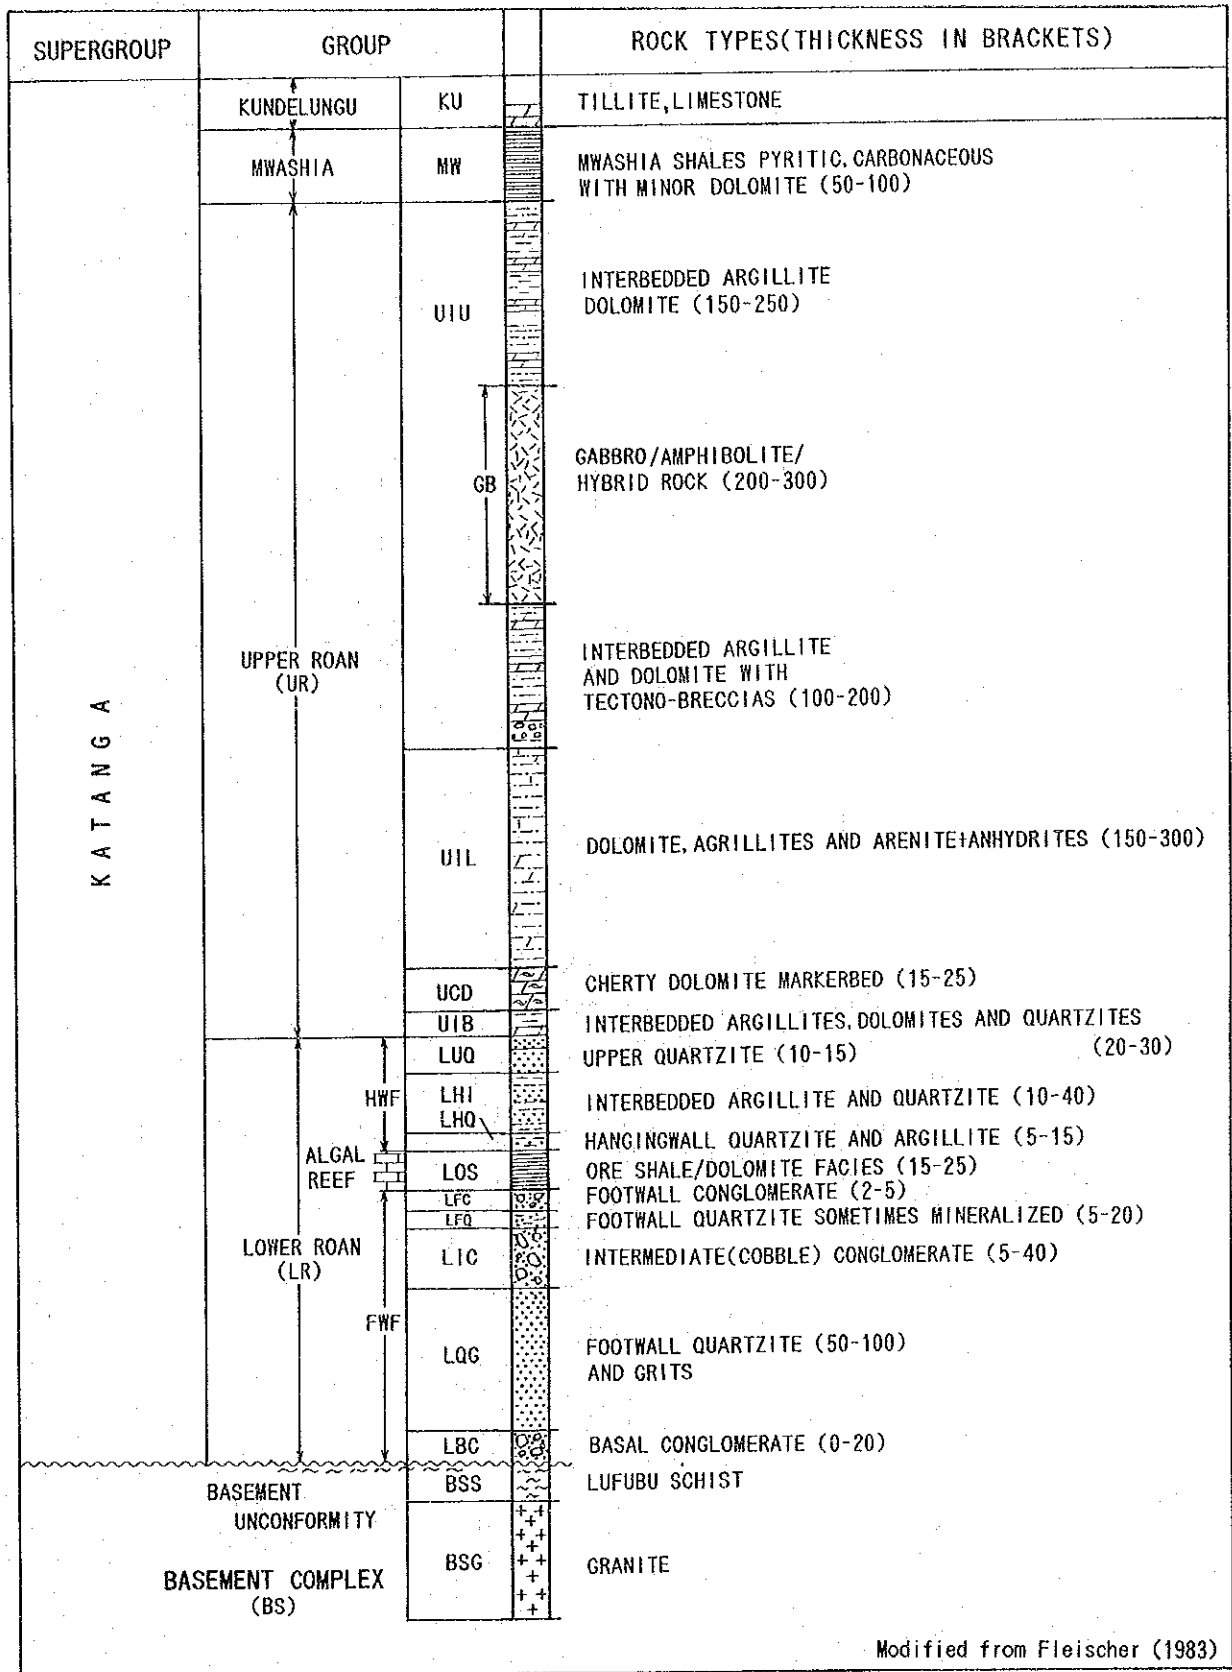 SUPERGROUP GROUP ROCK TYPES(THICKNESS IN BRACKETS)
KATANGA
KUNDELUNGU KU TILLITE,LIMESTONE
MWASHIA MW MWASHIA SHALES PYRITIC,CARBONACEOUS
WITH MINOR DOLOMITE (50-100)
UPPER ROAN
(UR)
UIU INTERBEDDED ARGILLITE
DOLOMITE (150-250)
GB GABBRO/AMPHIBOLITE/
HYBRID ROCK (200-300)
INTERBEDDED ARGILLITE
AND DOLOMITE WITH
TECTONO-BRECCIAS (100-200)
UIL DOLOMITE,AGRILLITES AND ARENITE+ANHYDRITES (150-300)
UCD CHERTY DOLOMITE MARKERBED (15-25)
UIB INTERBEDDED ARGILLITES,DOLOMITES AND QUARTZITES
(20-30)
LOWER ROAN
(LR)
HWF
LUQ UPPER QUARTZITE (10-15)
LHI INTERBEDDED ARGILLITE AND QUARTZITE (10-40)
LHQ HANGINGWALL QUARTZITE AND ARGILLITE (5-15)
ALGAL
REEF
LOS ORE SHALE/DOLOMITE FACIES (15-25)
FWF
LFC FOOTWALL CONGLOMERATE (2-5)
LFQ FOOTWALL QUARTZITE SOMETIMES MINERALIZED (5-20)
LIC INTERMEDIATE(COBBLE) CONGLOMERATE (5-40)
LQG FOOTWALL QUARTZITE (50-100)
AND GRITS
LBC BASAL CONGLOMERATE (0-20)
BASEMENT
UNCONFORMITY
BSS LUFUBU SCHIST
BASEMENT COMPLEX
(BS)
BSG GRANITE
Modified from Fleischer (1983)